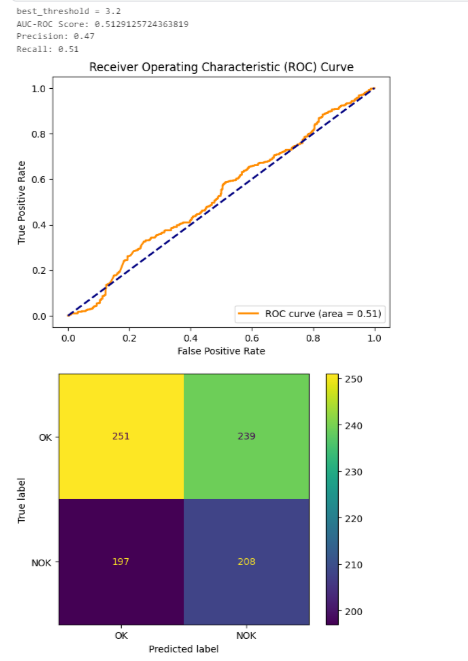 best_threshold = 3.2
AUC-ROC Score: 0.5129125724363819
Precision: 0.47
Recall: 0.51
Receiver Operating Characteristic (ROC) Curve
True Positive Rate
1.0
0.8
0.6
0.4
0.2
0.0
ROC curve (area = 0.51)
0.0 0.2 0.4 0.6 0.8 1.0
False Positive Rate
True label
OK 251 239
NOK 197 208
OK NOK
Predicted label
250
240
230
220
210
200